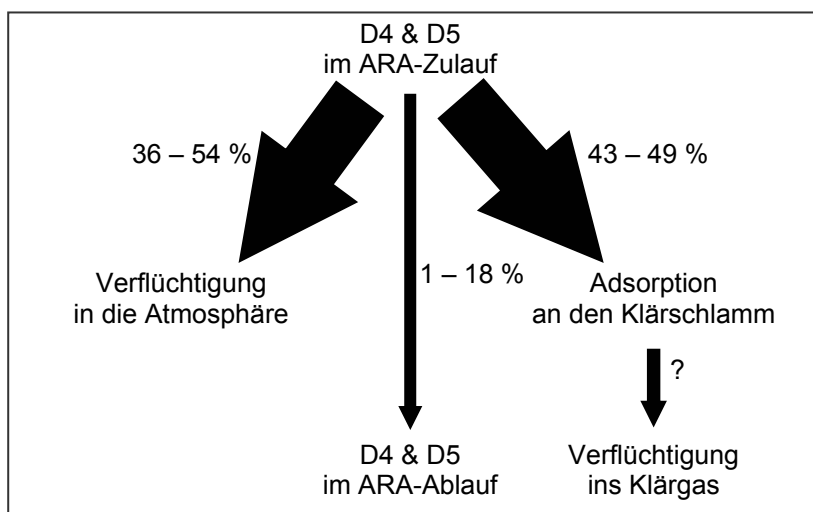 D4 & D5
im ARA-Zulauf
36 – 54 %
43 – 49 %
1 – 18 %
Verflüchtigung
in die Atmosphäre
Adsorption
an den Klärschlamm
?
D4 & D5
im ARA-Ablauf
Verflüchtigung
ins Klärgas